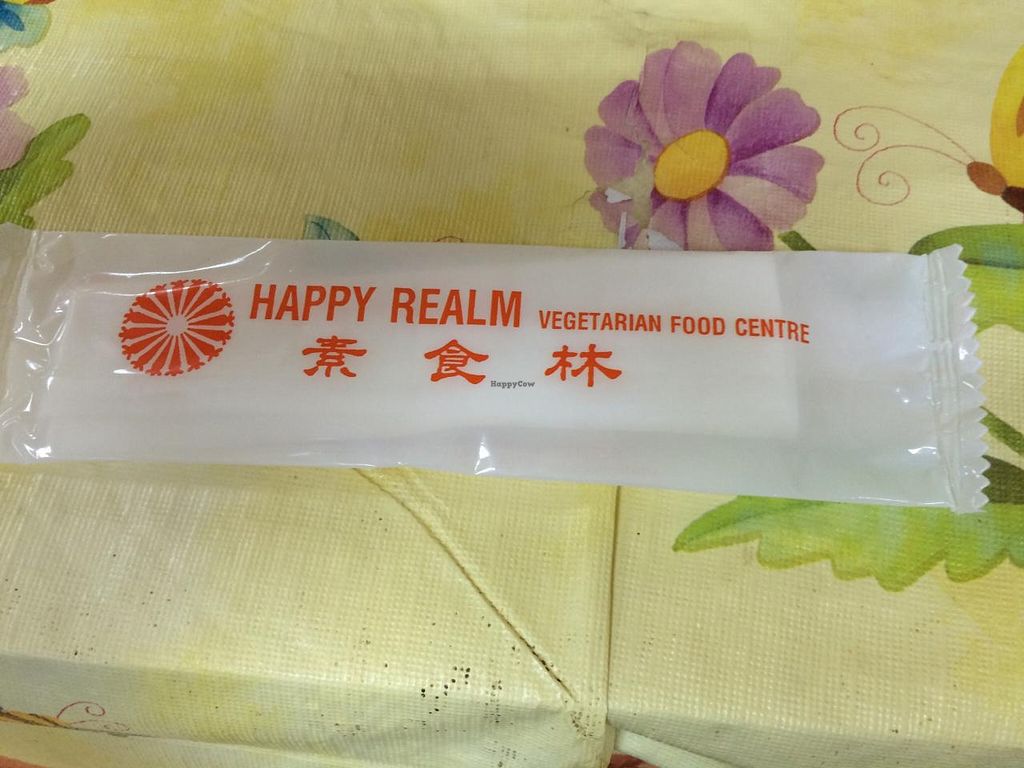 HAPPY REALM VEGETARIAN FOOD CENTRE
素食林
HappyCow